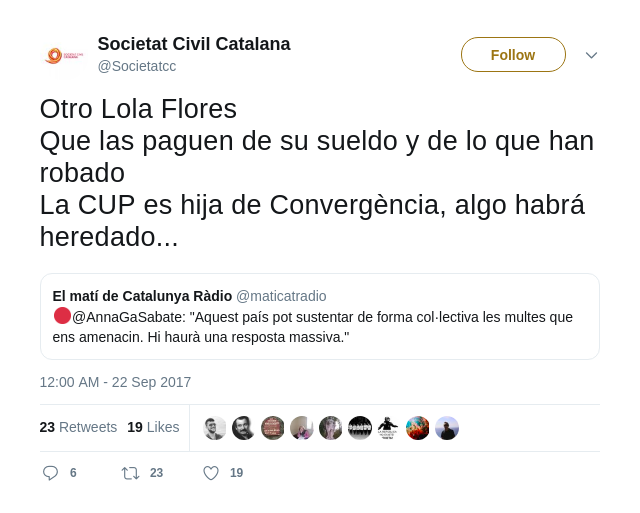 Societat Civil Catalana
@Societatcc
Follow
Otro Lola Flores
Que las paguen de su sueldo y de lo que han
robado
La CUP es hija de Convergència, algo habrá
heredado...
El matí de Catalunya Ràdio @maticatradio
@AnnaGaSabate: "Aquest país pot sustentar de forma col·lectiva les multes que
ens amenacin. Hi haurà una resposta massiva."
12:00 AM - 22 Sep 2017
23 Retweets 19 Likes
6 23 19